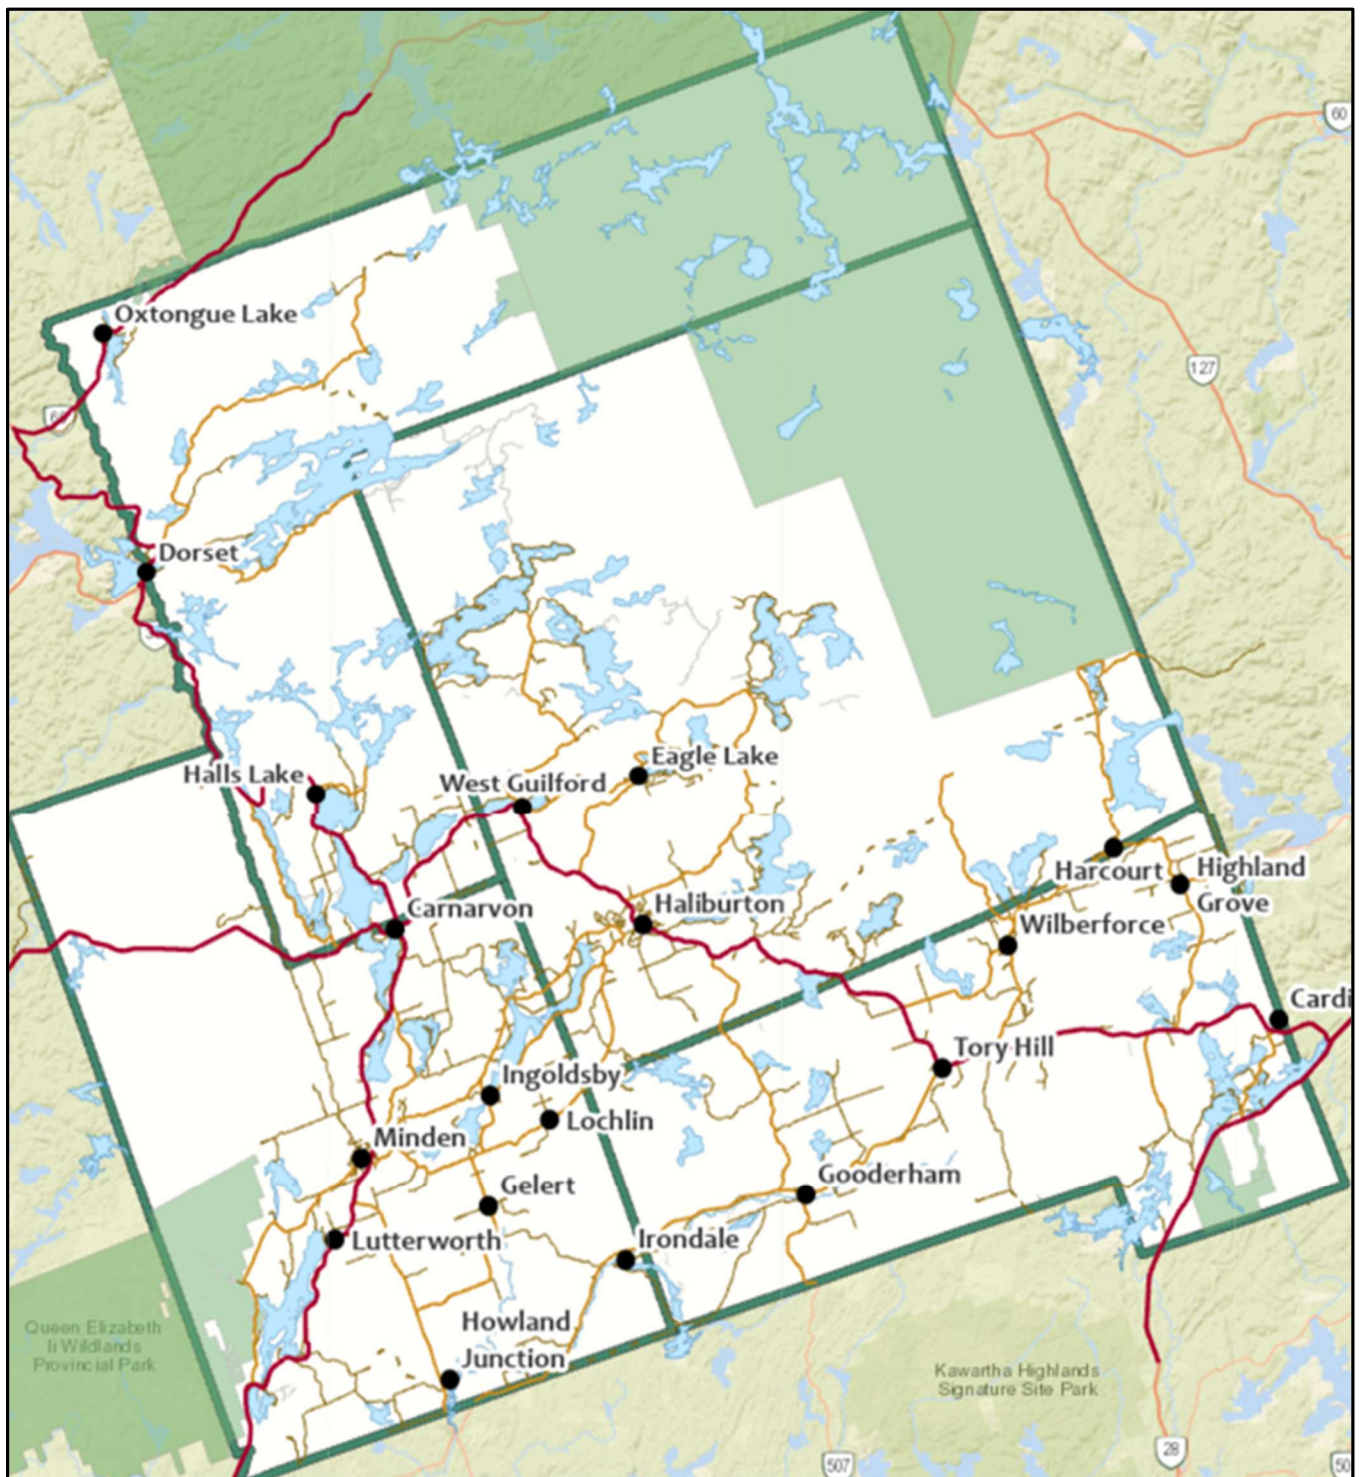 60
Oxtongue Lake
127
Dorset
Eagle Lake
Halls Lake
West Guilford
Harcourt
Highland
Grove
Carnarvon
Haliburton
Wilberforce
Cardi
Tory Hill
Ingoldsby
Lochlin
Minden
Gooderham
Gelert
Lutterworth
Irondale
Howland
Junction
Queen Elizabeth
Ii Wildlands
Provincial Park
Kawartha Highlands
Signature Site Park
28
507
50